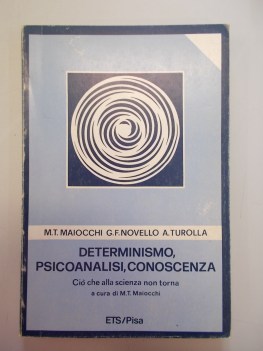 M.T. MAIOCCHI G.F. NOVELLO A. TUROLLA
DETERMINISMO,
PSICOANALISI, CONOSCENZA
Ciò che alla scienza non torna
a cura di M.T. Maiocchi
ETS/Pisa